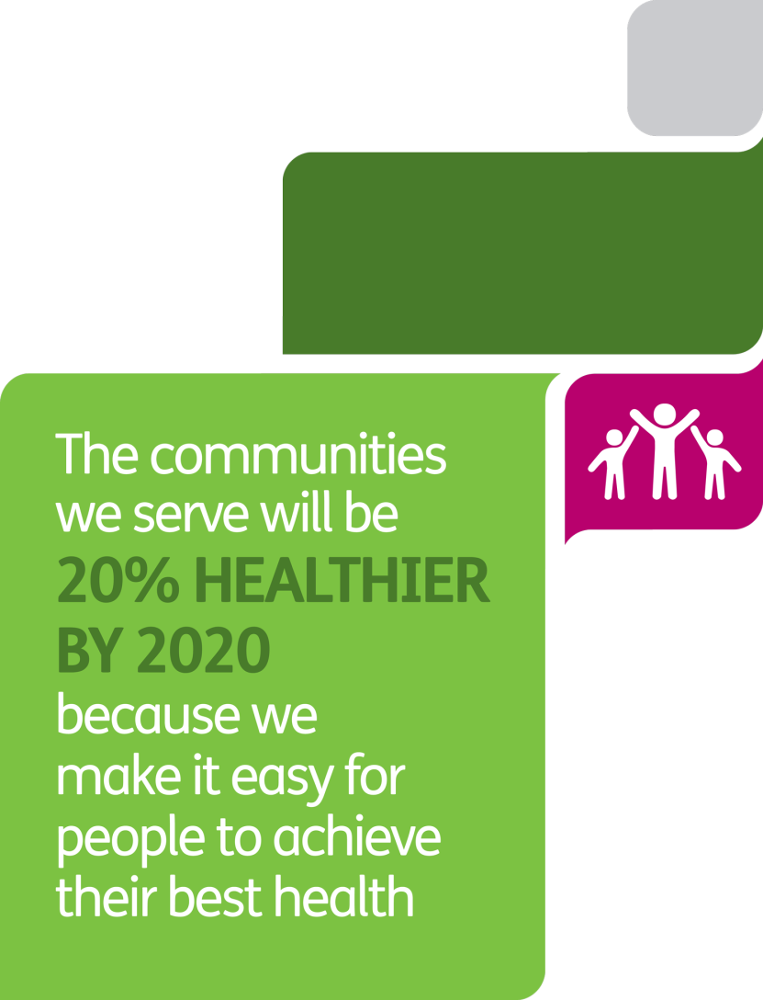 The communities
we serve will be
20% HEALTHIER
BY 2020
because we
make it easy for
people to achieve
their best health